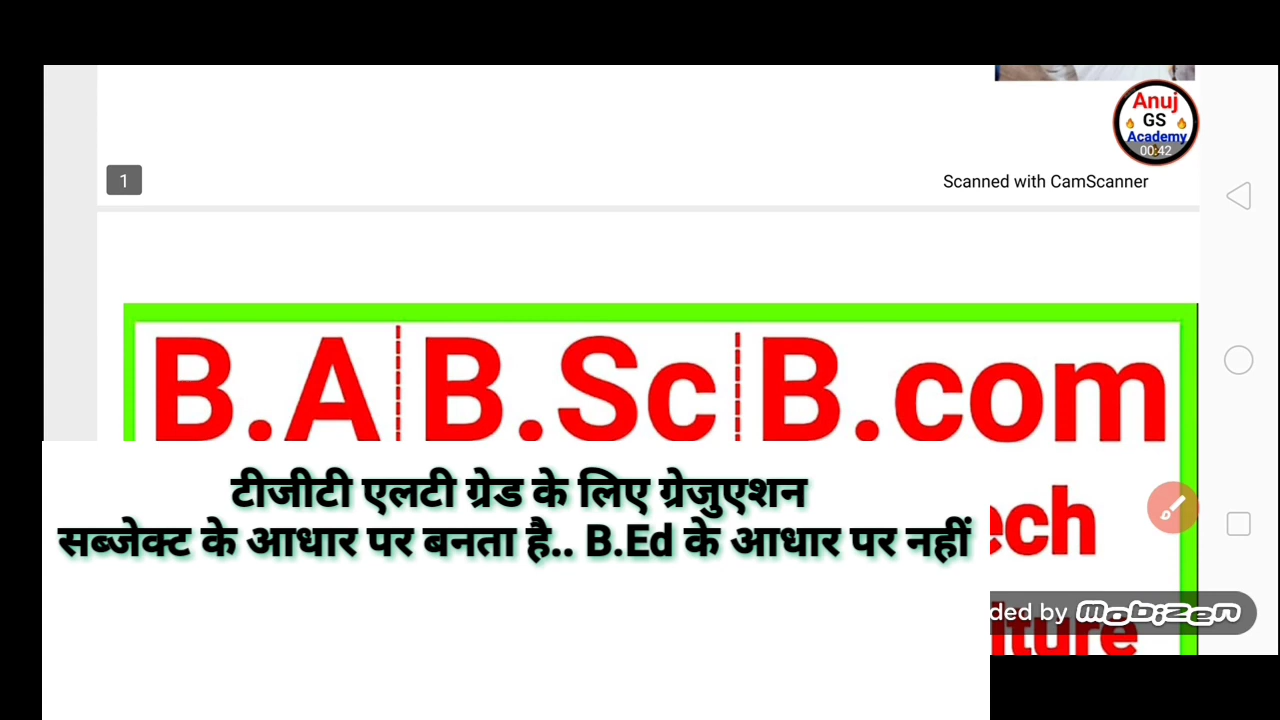 Anuj
GS
Academy
00:42
1
Scanned with CamScanner
B.A B.Sc B.com
टीजीटी एलटी ग्रेड के लिए ग्रेजुएशन
सब्जेक्ट के आधार पर बनता है.. B.Ed के आधार पर नहीं
ech
ded by Mobizen
lture